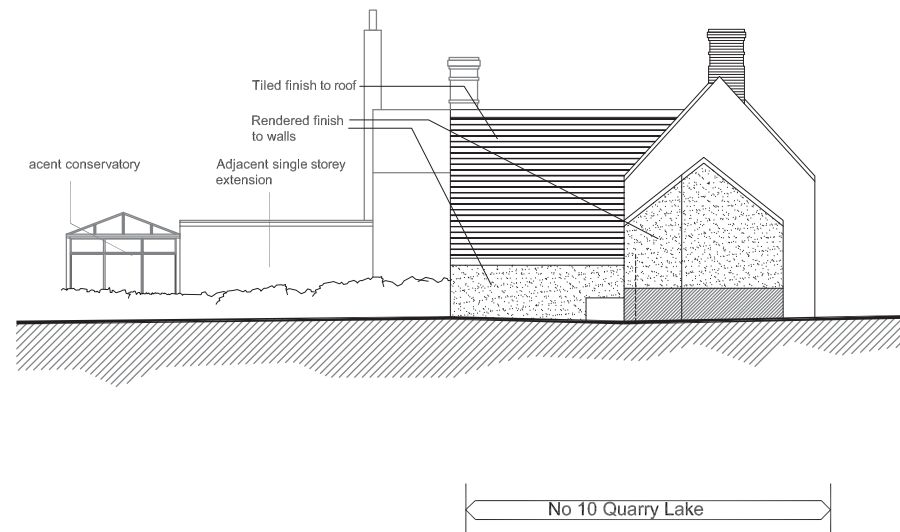 Tiled finish to roof
Rendered finish
to walls
acent conservatory
Adjacent single storey
extension
No 10 Quarry Lake